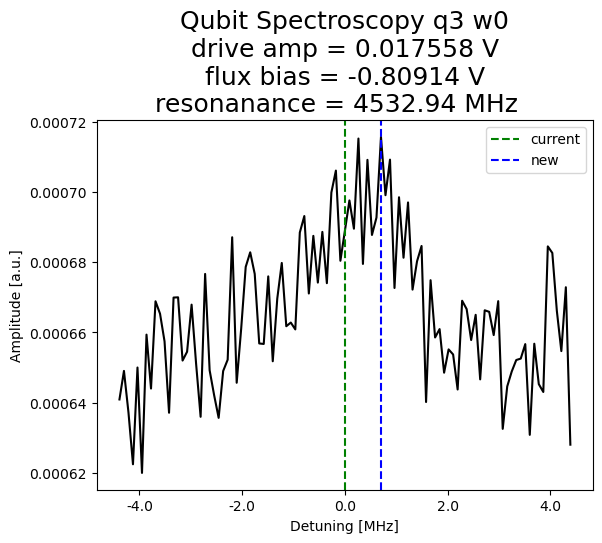 Qubit Spectroscopy q3 w0
drive amp = 0.017558 V
flux bias = -0.80914 V
resonanance = 4532.94 MHz
0.00072
0.00070
0.00068
0.00066
0.00064
0.00062
Amplitude [a.u.]
current
new
-4.0 -2.0 0.0 2.0 4.0
Detuning [MHz]